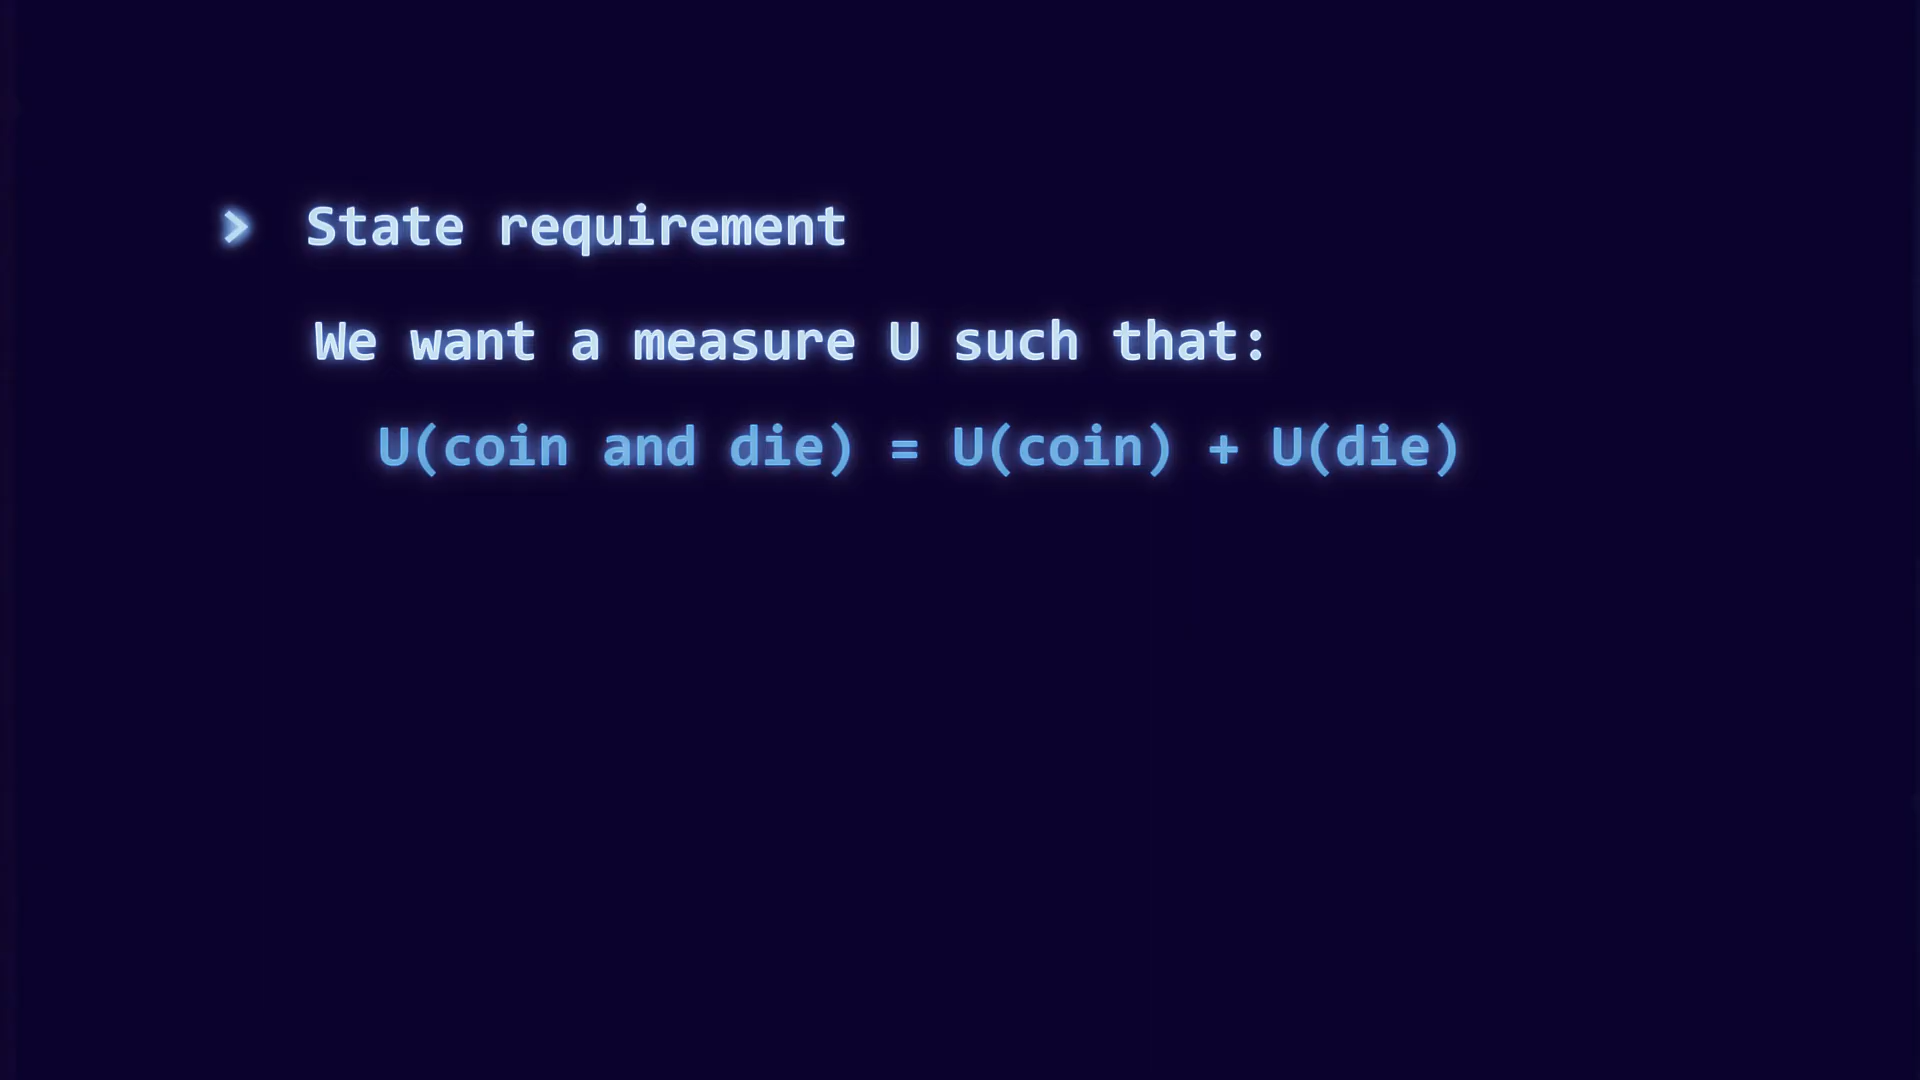 > State requirement
We want a measure U such that:
U(coin and die) = U(coin) + U(die)